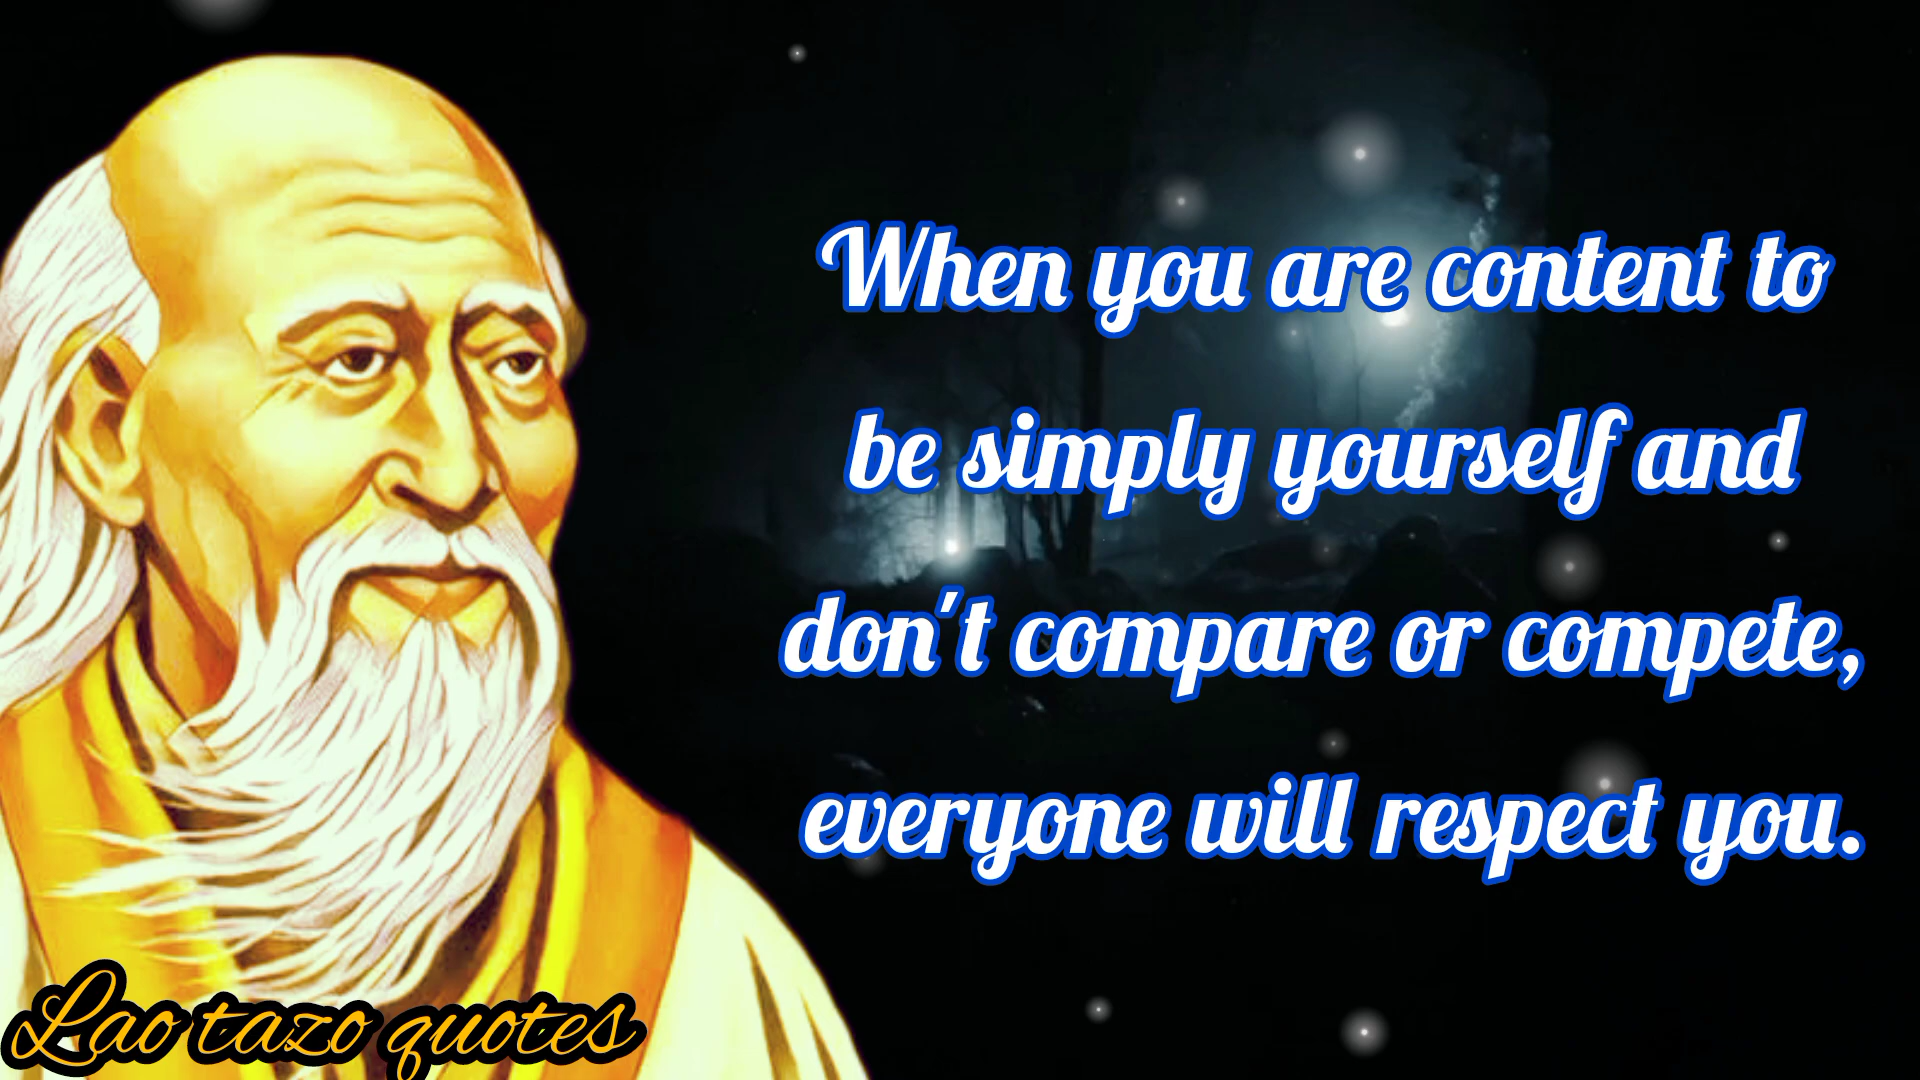 When you are content to
be simply yourself and
don't compare or compete,
everyone will respect you.
Lao tazo quotes